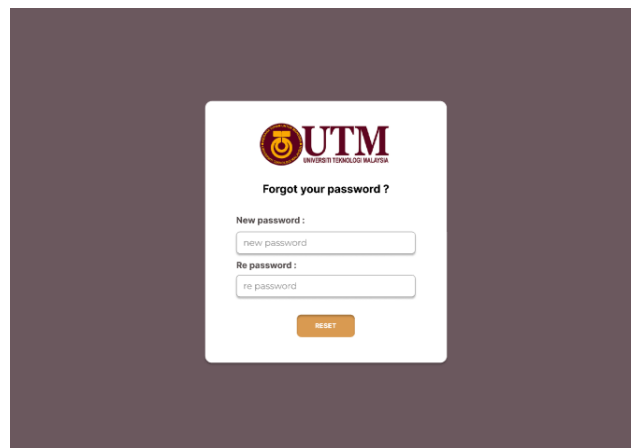 UTM
UNIVERSITI TEKNOLOGI MALAYSIA
Forgot your password ?
New password :
new password
Re password :
re password
RESET